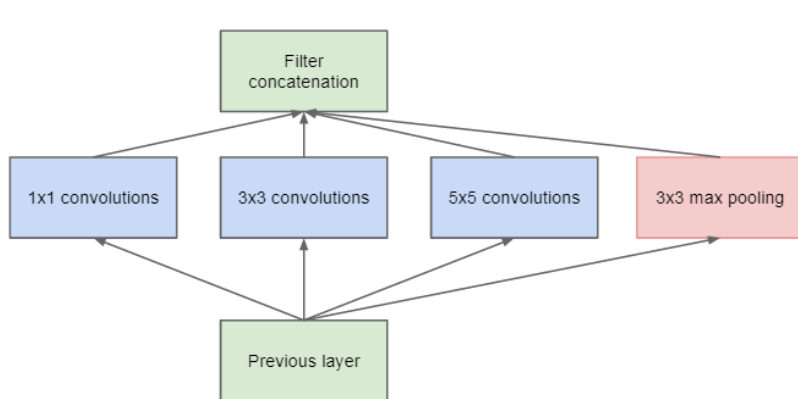 Filter
concatenation
1x1 convolutions
3x3 convolutions
5x5 convolutions
3x3 max pooling
Previous layer